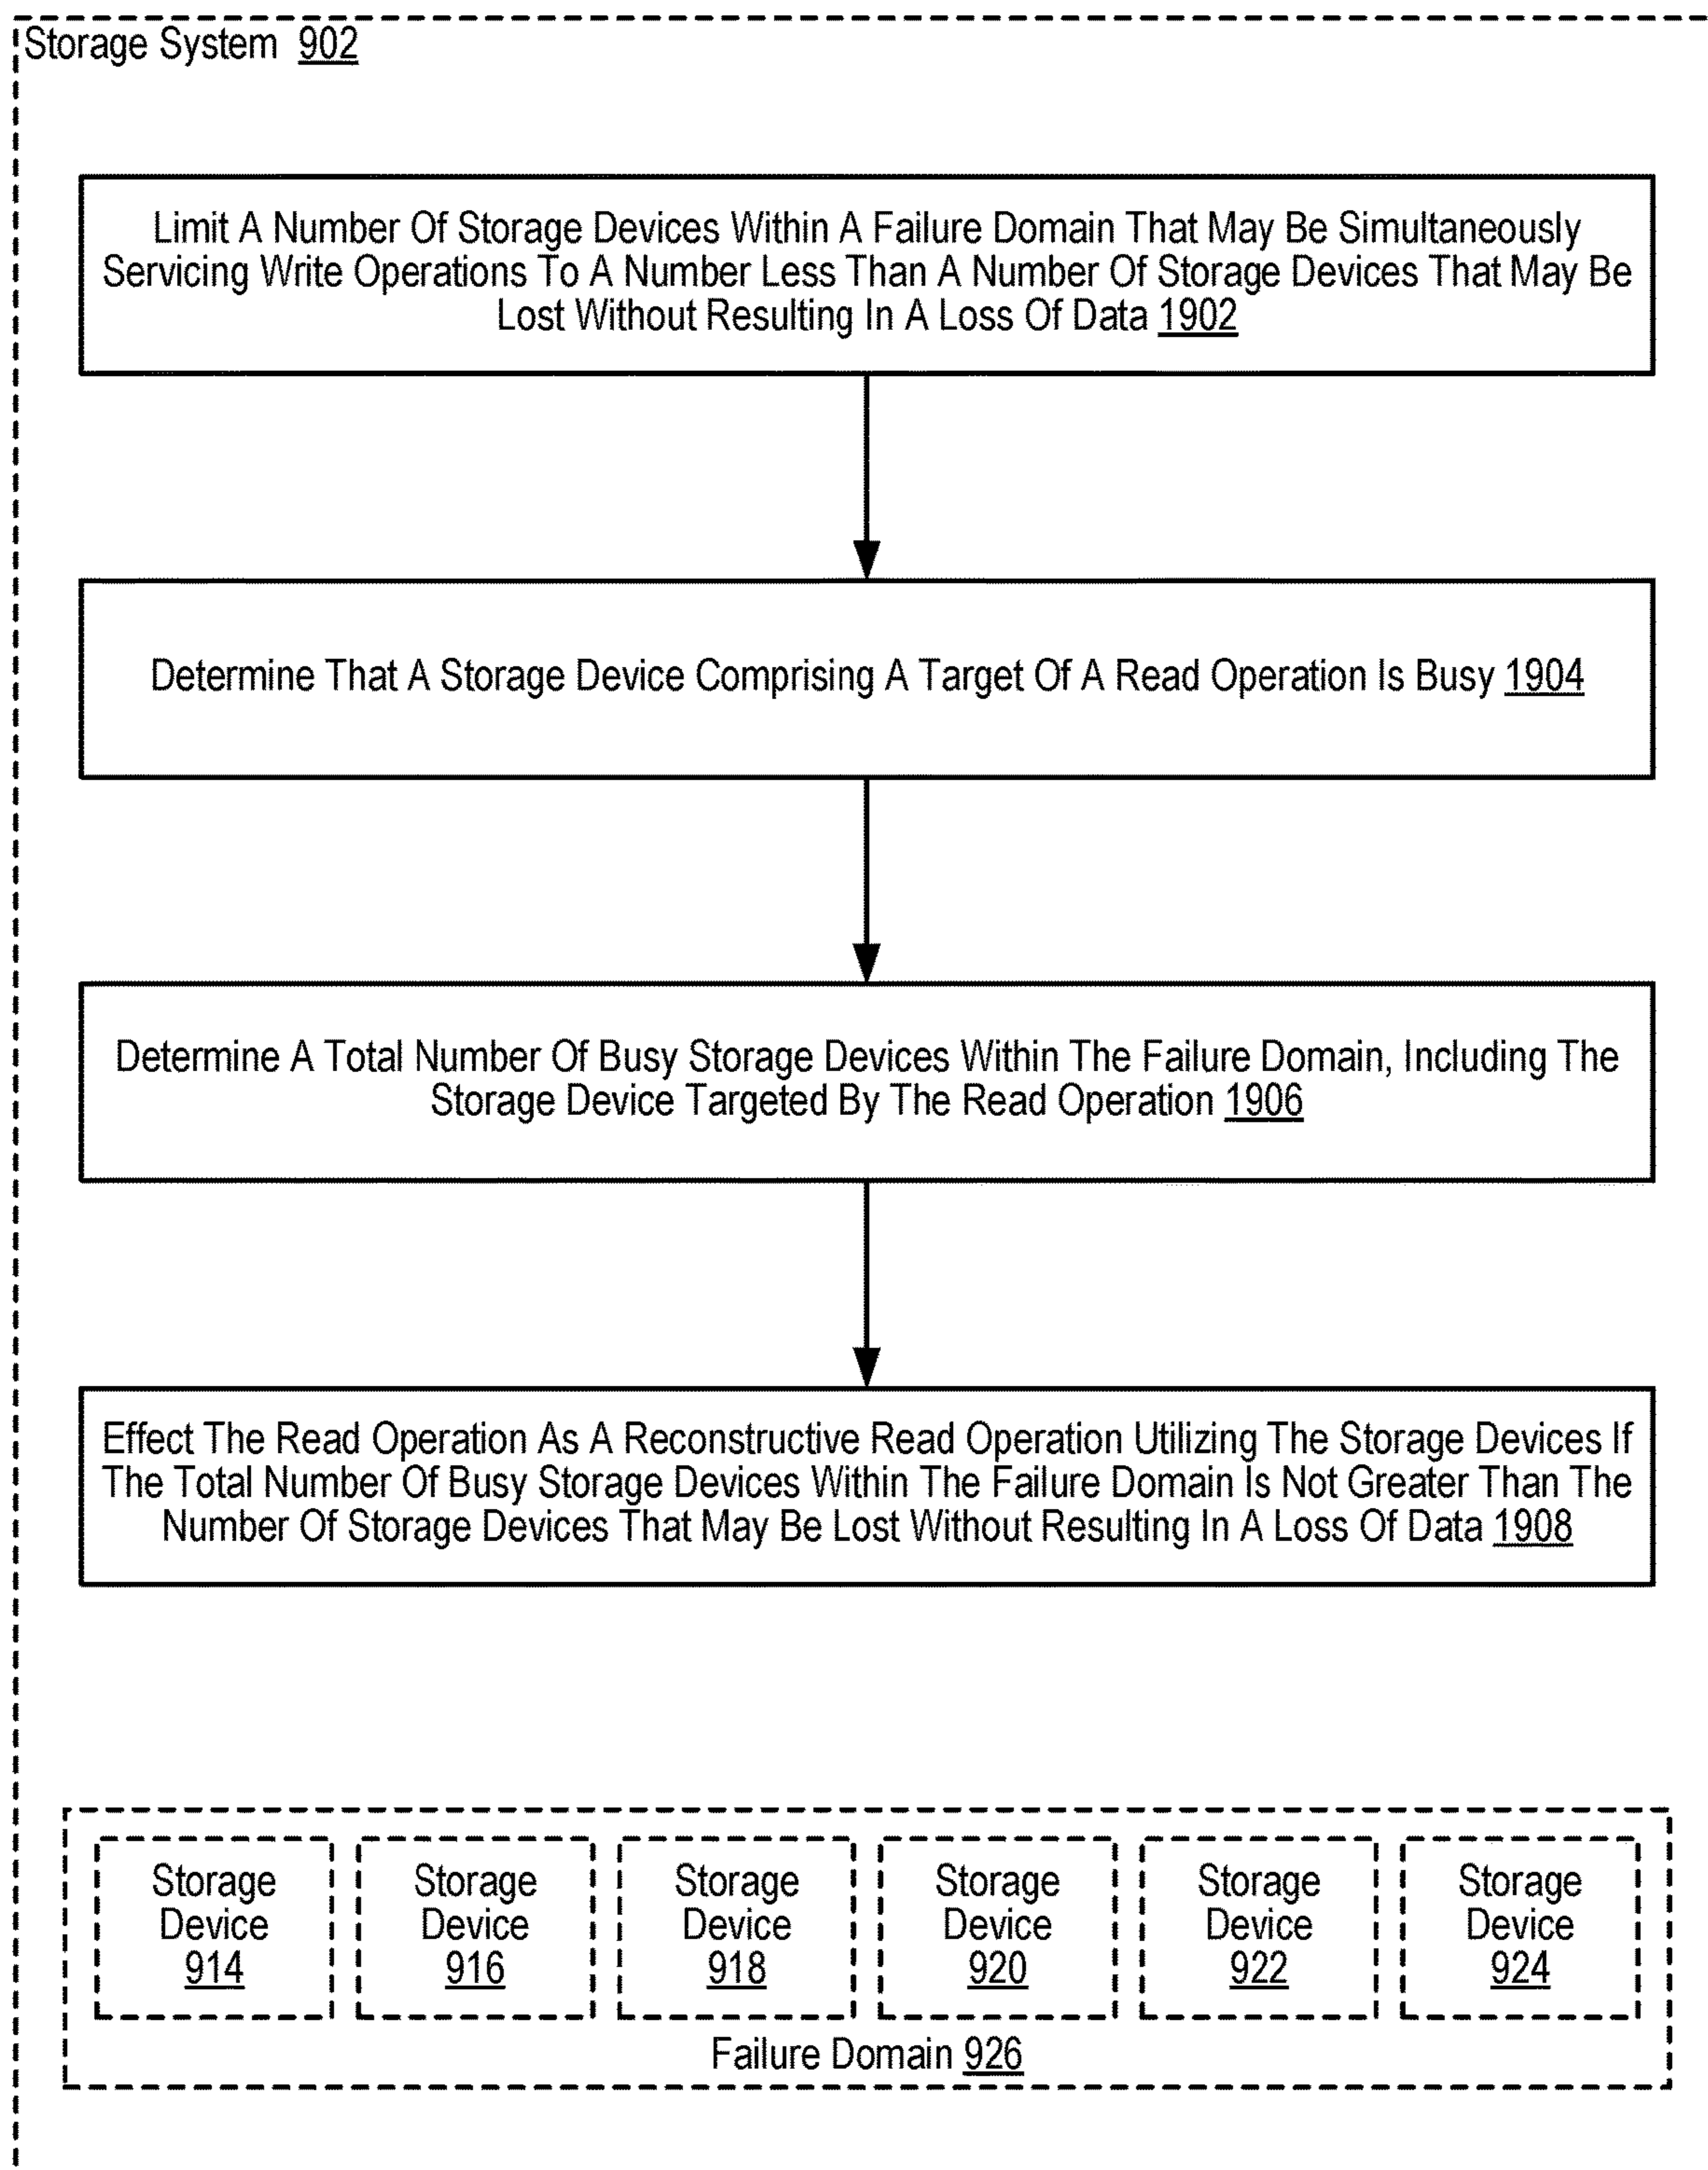 Storage System 902
Limit A Number Of Storage Devices Within A Failure Domain That May Be Simultaneously
Servicing Write Operations To A Number Less Than A Number Of Storage Devices That May Be
Lost Without Resulting In A Loss Of Data 1902
Determine That A Storage Device Comprising A Target Of A Read Operation Is Busy 1904
Determine A Total Number Of Busy Storage Devices Within The Failure Domain, Including The
Storage Device Targeted By The Read Operation 1906
Effect The Read Operation As A Reconstructive Read Operation Utilizing The Storage Devices If
The Total Number Of Busy Storage Devices Within The Failure Domain Is Not Greater Than The
Number Of Storage Devices That May Be Lost Without Resulting In A Loss Of Data 1908
Storage
Device
914
Storage
Device
916
Storage
Device
918
Storage
Device
920
Storage
Device
922
Storage
Device
924
Failure Domain 926